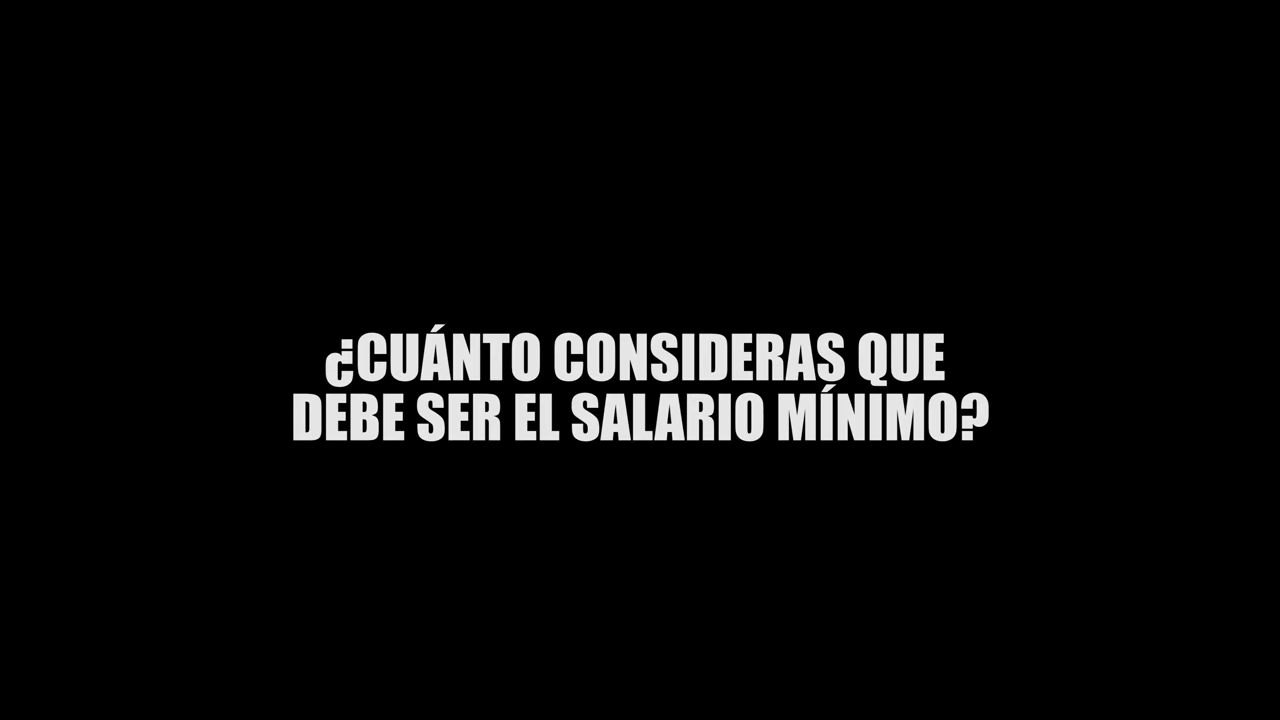 ¿CUÁNTO CONSIDERAS QUE
DEBE SER EL SALARIO MÍNIMO?